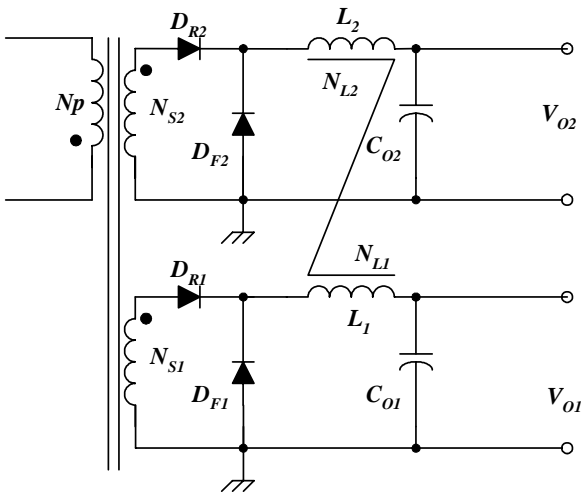 D_R2
L_2
Np
N_S2
N_L2
V_O2
D_F2
C_O2
D_R1
N_L1
N_S1
L_1
D_F1
C_O1
V_O1